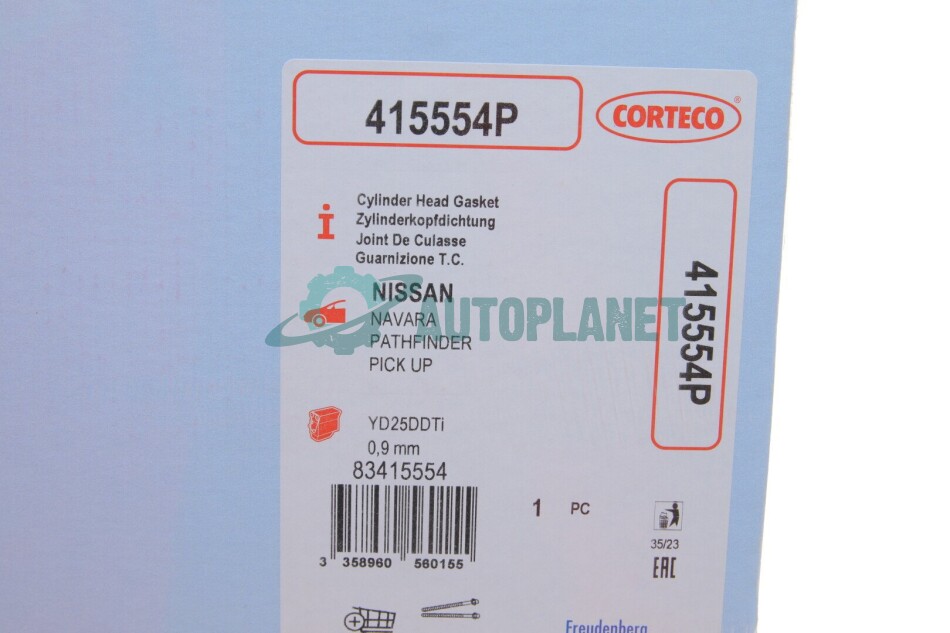 415554P
CORTECO®
Cylinder Head Gasket
Zylinderkopfdichtung
Joint De Culasse
Guarnizione T.C.
NISSAN
NAVARA
PATHFINDER
PICK UP
AUTOPLANET
415554P
YD25DDTi
0,9 mm
83415554
3 358960 560155
1 PC
35/23
EAC
Freudenberg